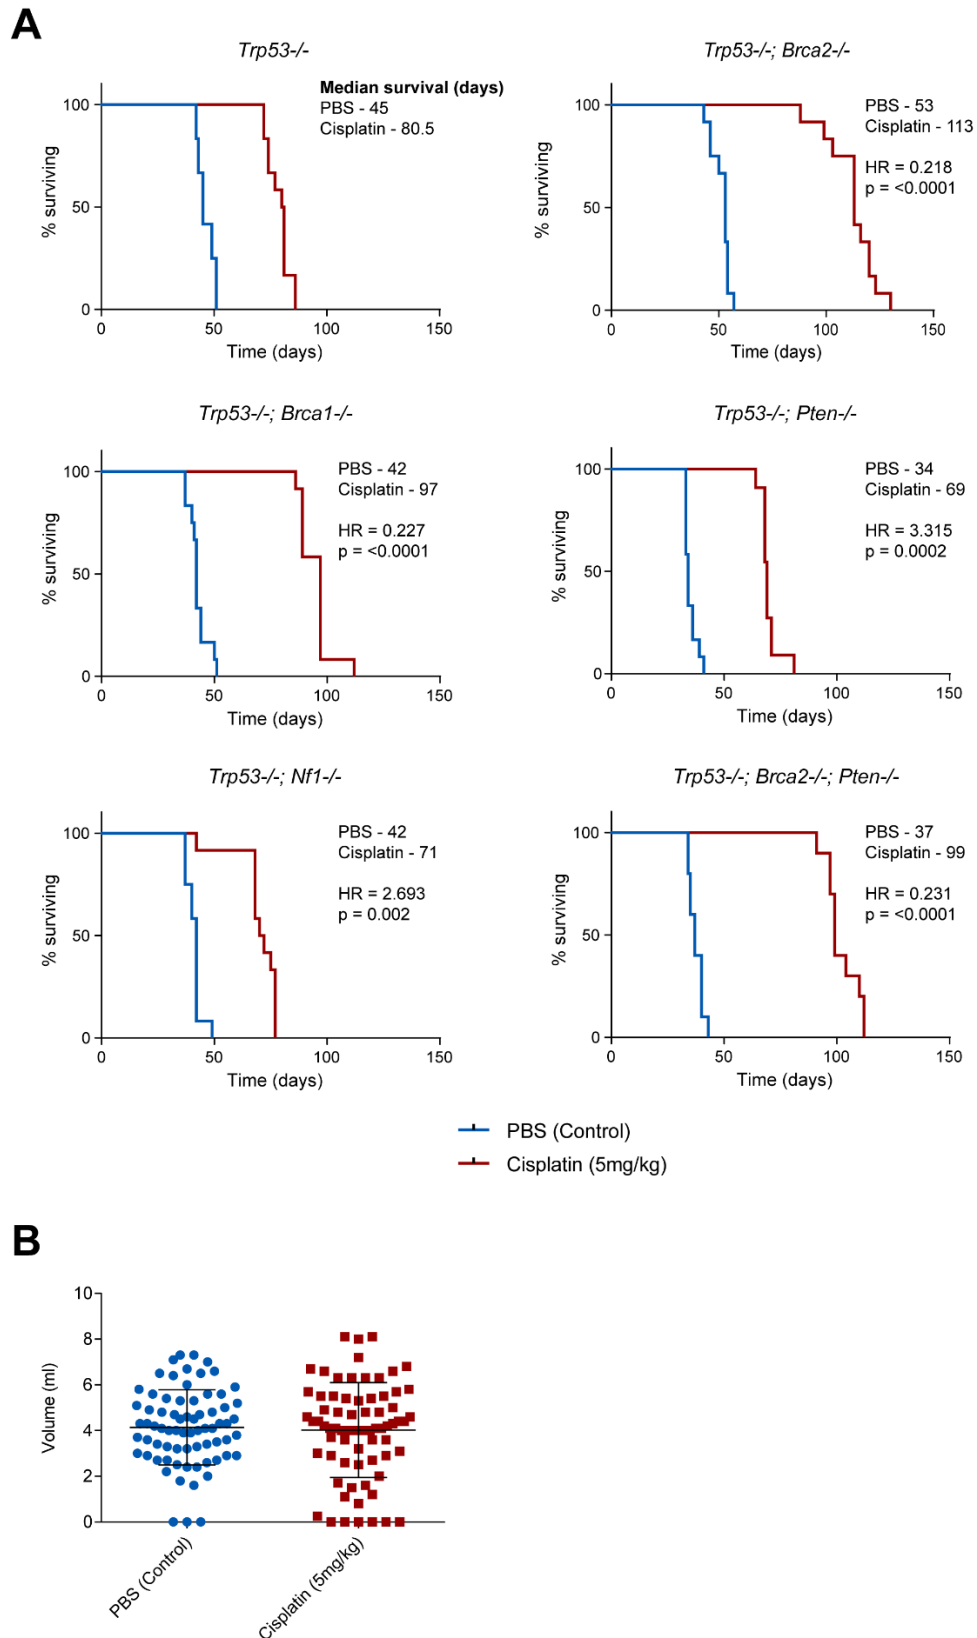 A
Trp53-/-
Median survival (days)
PBS - 45
Cisplatin - 80.5
% surviving
100
50
0
0 50 100 150
Time (days)
Trp53-/-; Brca2-/-
PBS - 53
Cisplatin - 113
HR = 0.218
p = <0.0001
% surviving
100
50
0
0 50 100 150
Time (days)
Trp53-/-; Brca1-/-
PBS - 42
Cisplatin - 97
HR = 0.227
p = <0.0001
% surviving
100
50
0
0 50 100 150
Time (days)
Trp53-/-; Pten-/-
PBS - 34
Cisplatin - 69
HR = 3.315
p = 0.0002
% surviving
100
50
0
0 50 100 150
Time (days)
Trp53-/-; Nf1-/-
PBS - 42
Cisplatin - 71
HR = 2.693
p = 0.002
% surviving
100
50
0
0 50 100 150
Time (days)
Trp53-/-; Brca2-/-; Pten-/-
PBS - 37
Cisplatin - 99
HR = 0.231
p = <0.0001
% surviving
100
50
0
0 50 100 150
Time (days)
PBS (Control)
Cisplatin (5mg/kg)
B
Volume (ml)
10
8
6
4
2
0
PBS (Control)
Cisplatin (5mg/kg)